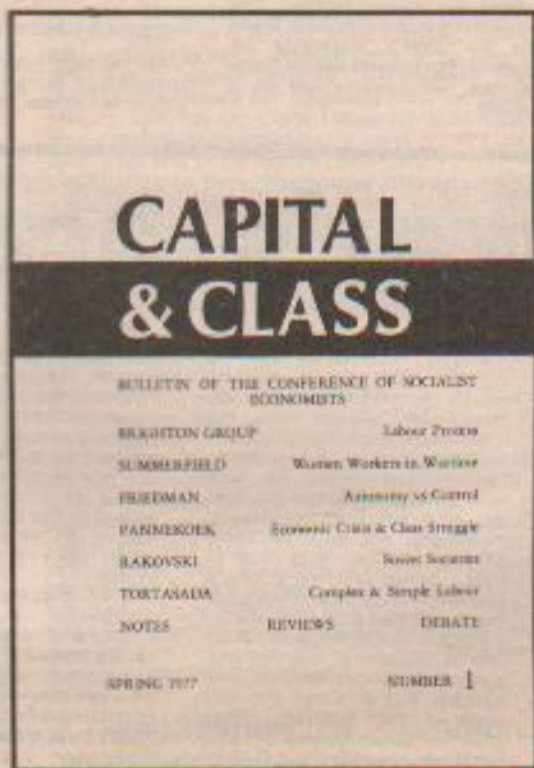 CAPITAL
& CLASS
BULLETIN OF THE CONFERENCE OF SOCIALIST
ECONOMISTS
BRIGHTON GROUP Labour Process
SUMMERFIELD Women Workers in Wartime
FRIEDMAN Autonomy vs Control
PANNEKOEK Economic Crisis & Class Struggle
RAKOVSKI Soviet Societies
TORTASADA Complex & Simple Labour
NOTES REVIEWS DEBATE
SPRING 1977 NUMBER 1